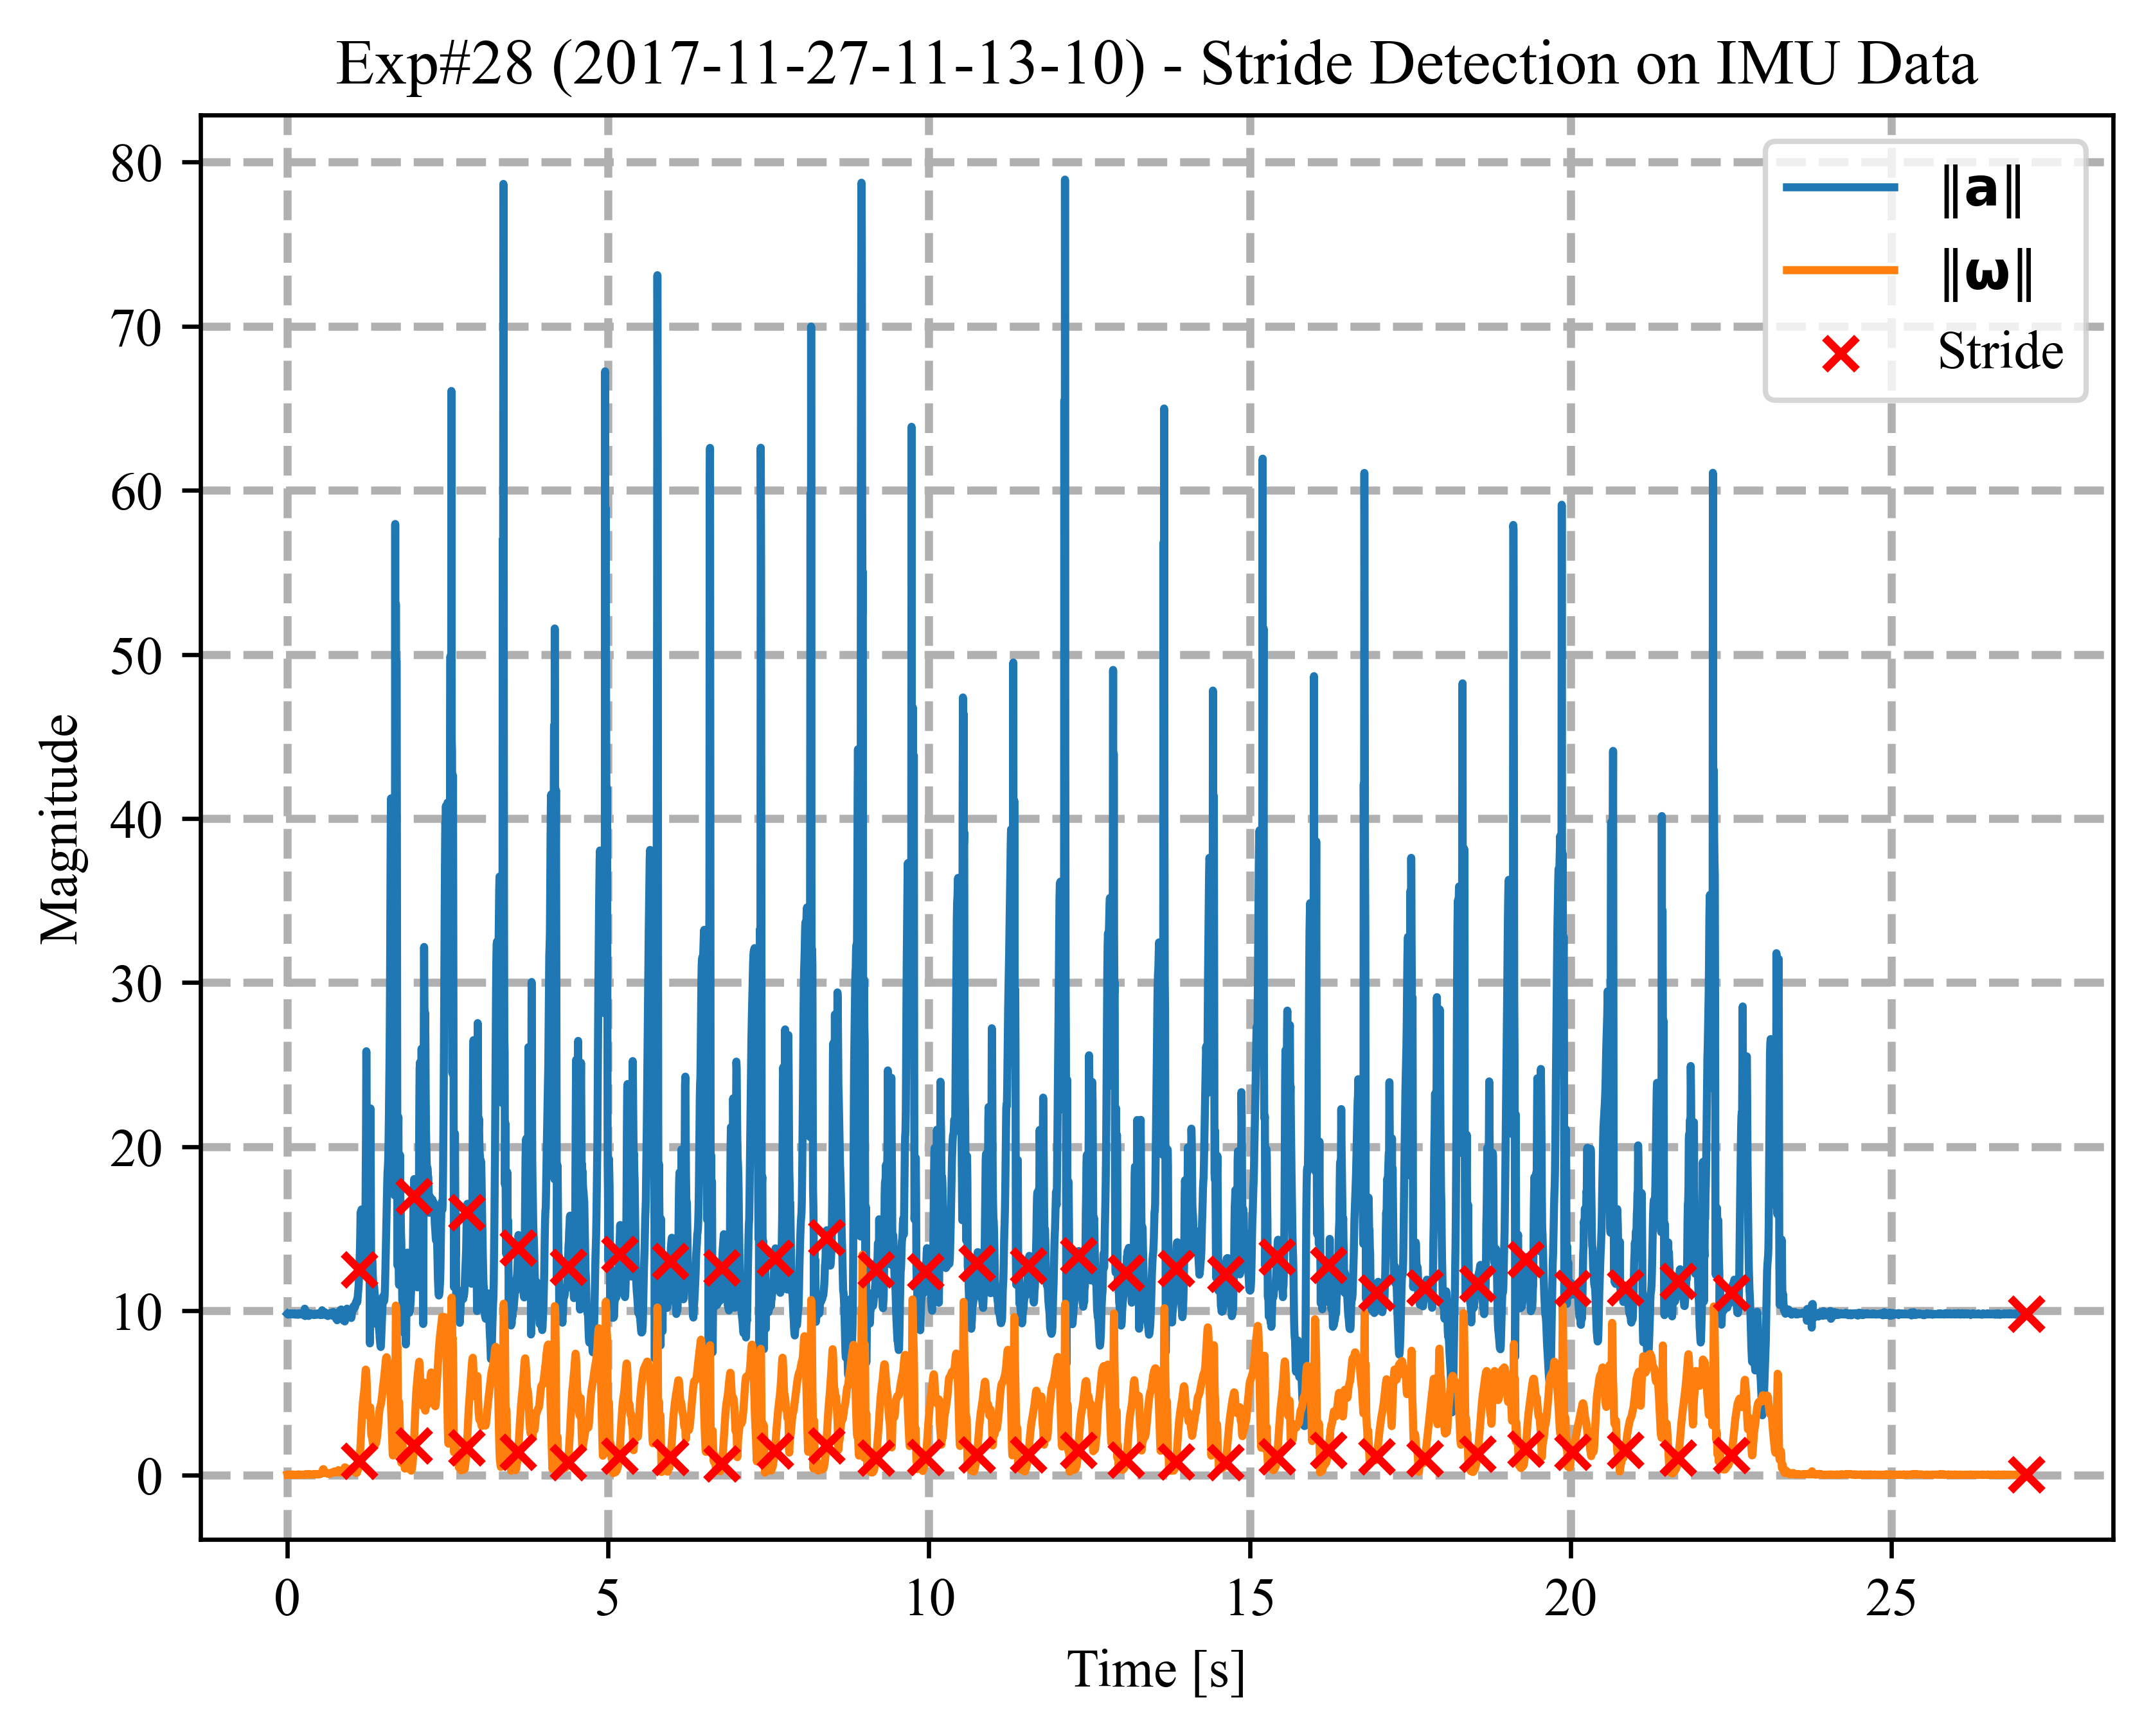 Exp#28 (2017-11-27-11-13-10) - Stride Detection on IMU Data
‖a‖
‖ω‖
Stride
80
70
60
50
40
30
20
10
0
Magnitude
0 5 10 15 20 25
Time [s]